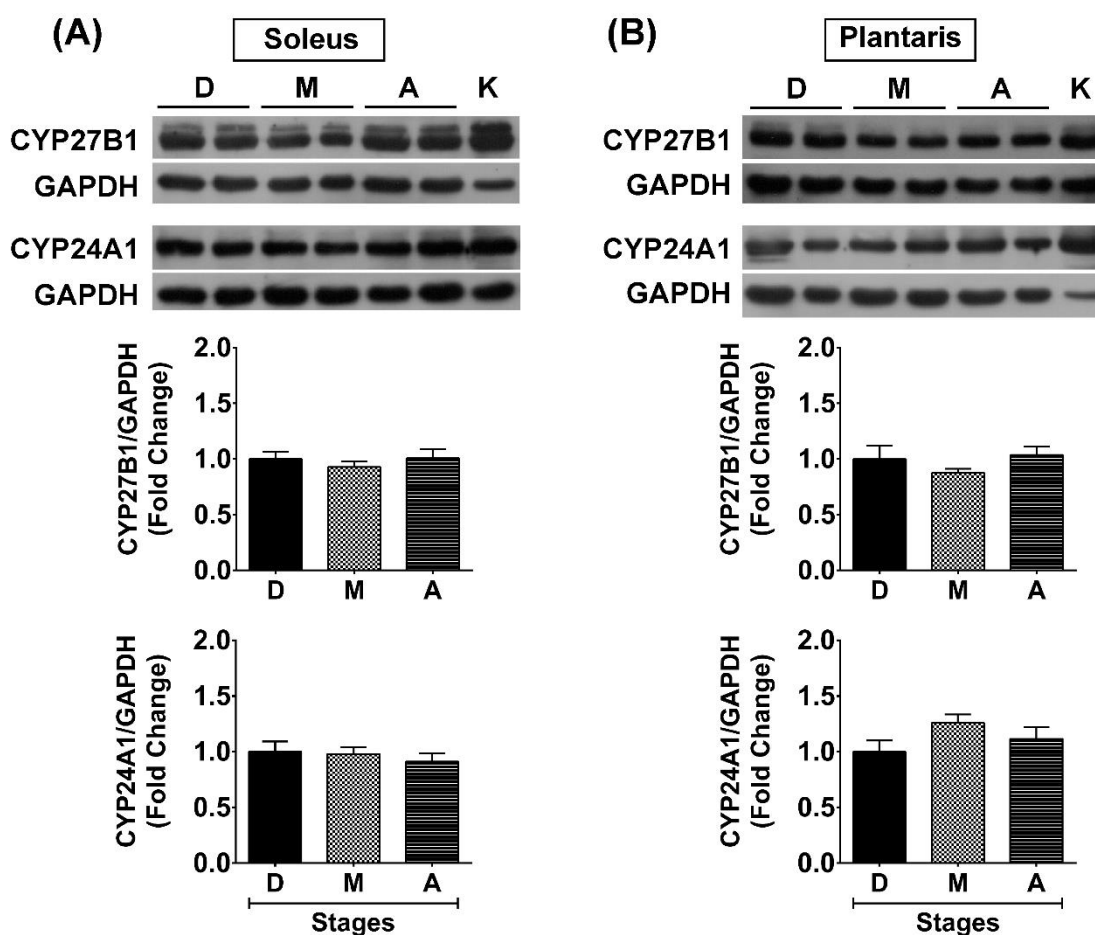 (A) Soleus
D M A K
CYP27B1
GAPDH
CYP24A1
GAPDH
CYP27B1/GAPDH
(Fold Change)
2.0
1.5
1.0
0.5
0.0
D M A
CYP24A1/GAPDH
(Fold Change)
2.0
1.5
1.0
0.5
0.0
D M A
Stages
(B) Plantaris
D M A K
CYP27B1
GAPDH
CYP24A1
GAPDH
CYP27B1/GAPDH
(Fold Change)
2.0
1.5
1.0
0.5
0.0
D M A
CYP24A1/GAPDH
(Fold Change)
2.0
1.5
1.0
0.5
0.0
D M A
Stages